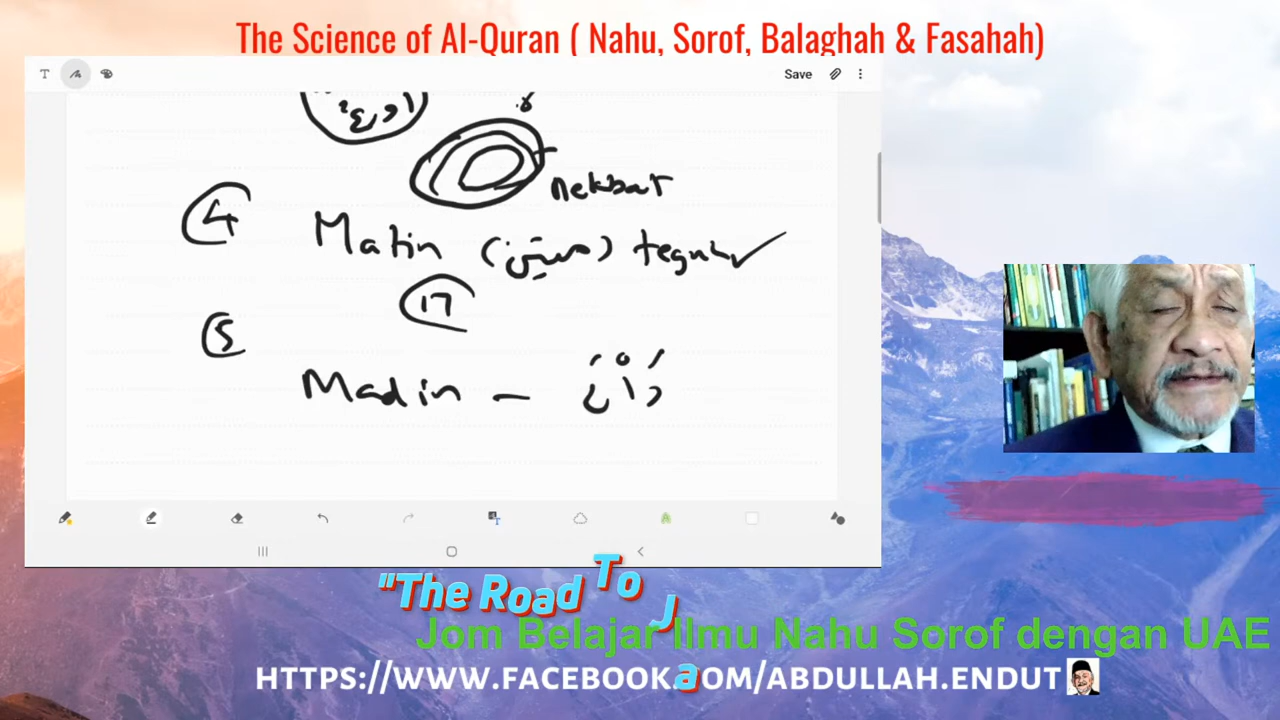 The Science of Al-Quran ( Nahu, Sorof, Balaghah & Fasahah)
T
Save
nekbat
4
Matin (متين) teguh
17
5
Madin - دَانَ
T
"The Road To J
Jom Belajar Ilmu Nahu Sorof dengan UAE
a
HTTPS://WWW.FACEBOOK.COM/ABDULLAH.ENDUT